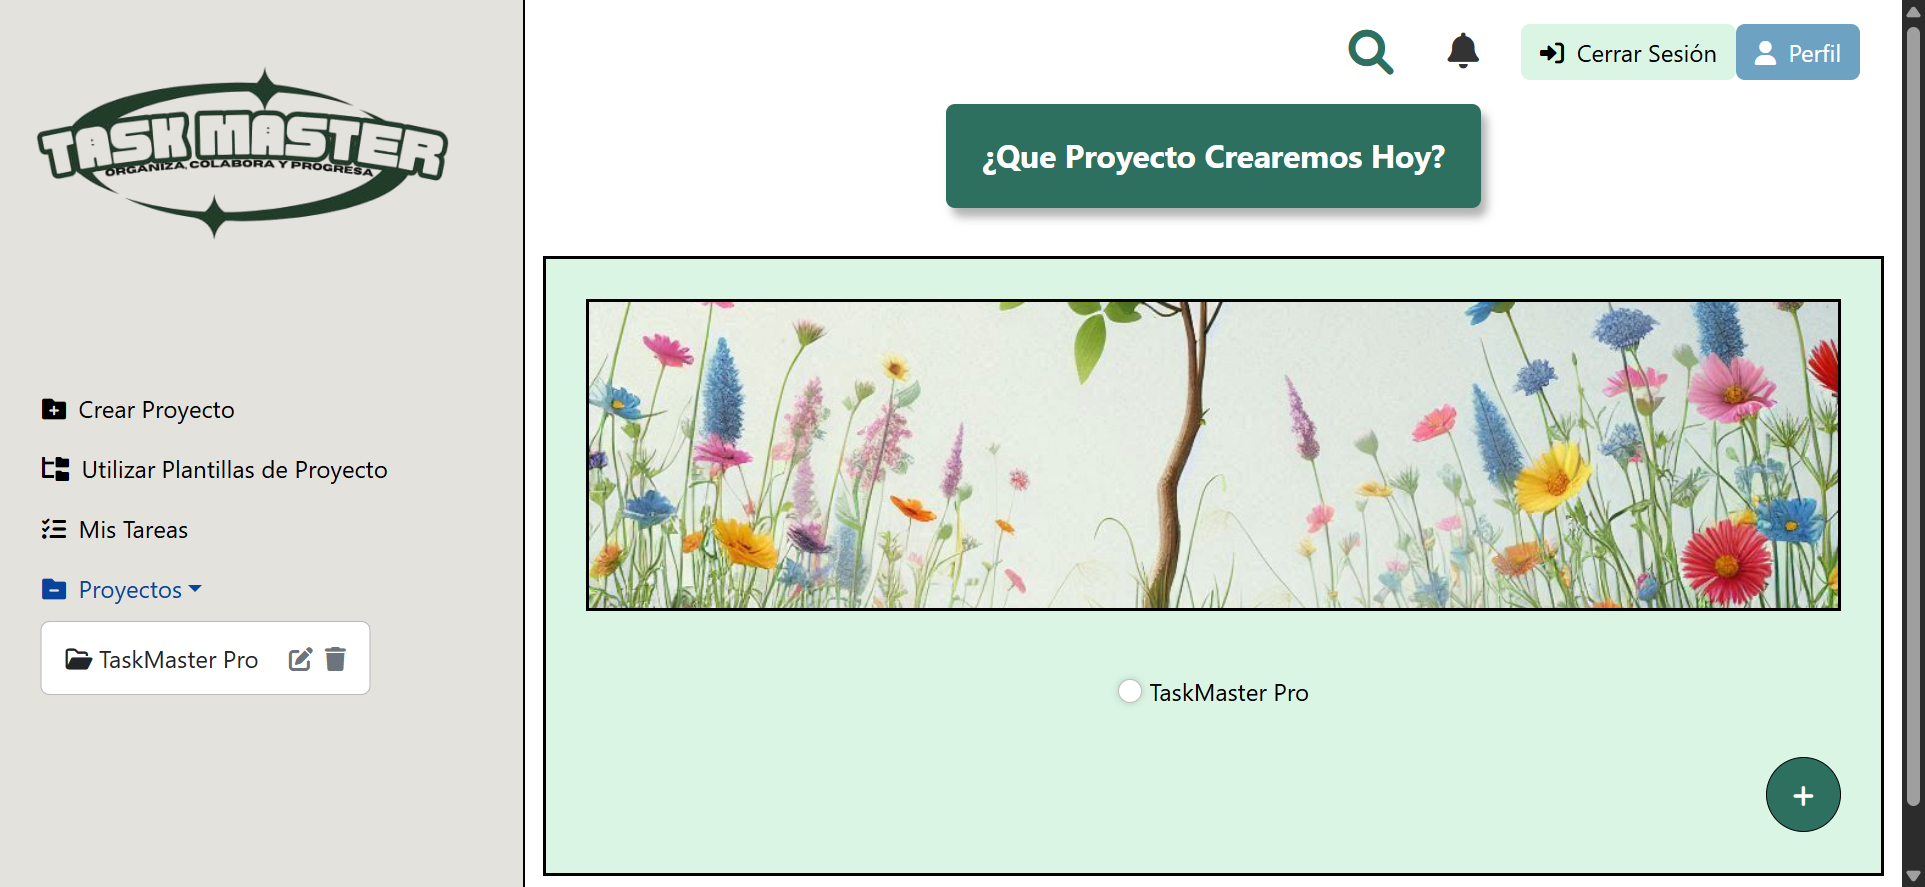 TASK MASTER
ORGANIZA, COLABORA Y PROGRESA
Crear Proyecto
Utilizar Plantillas de Proyecto
Mis Tareas
Proyectos
TaskMaster Pro
Cerrar Sesión
Perfil
¿Que Proyecto Crearemos Hoy?
TaskMaster Pro